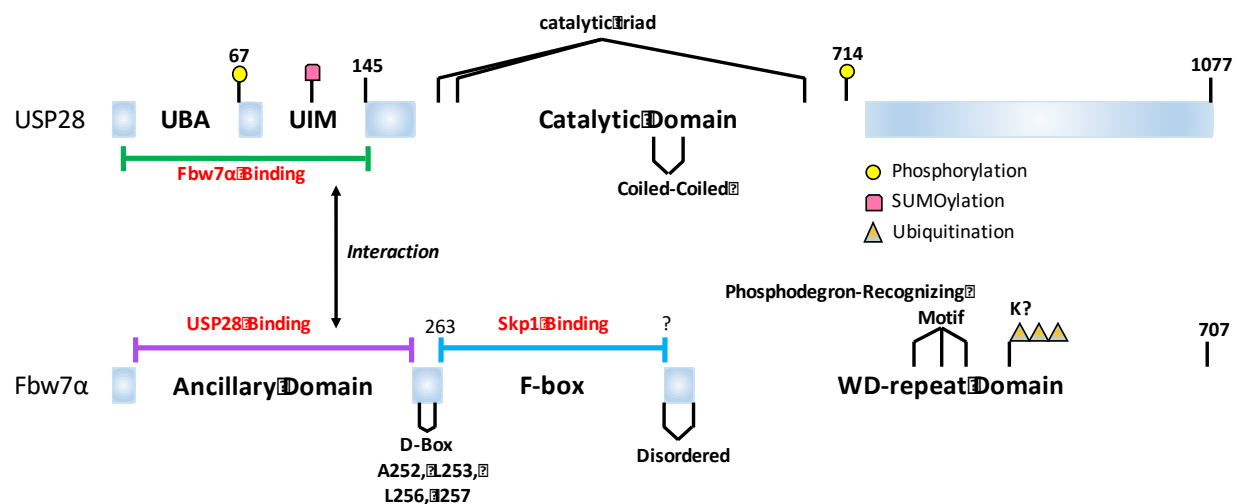 catalytic triad
67
145
714
1077
USP28
UBA
UIM
Catalytic Domain
Fbw7α Binding
Coiled-Coiled
Phosphorylation
SUMOylation
Ubiquitination
Interaction
Phosphodegron-Recognizing
Motif
K?
USP28 Binding
263
Skp1 Binding
?
707
Fbw7α
Ancillary Domain
F-box
WD-repeat Domain
D-Box
A252, L253,
L256, I257
Disordered